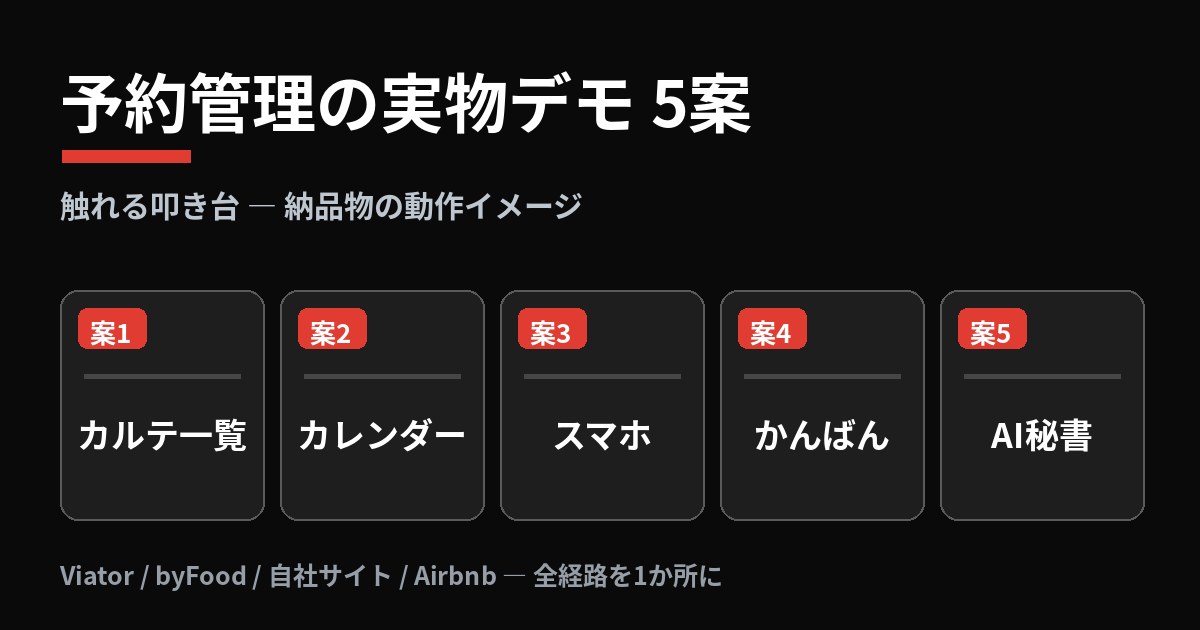 予約管理の実物デモ 5案
触れる叩き台 — 納品物の動作イメージ
案1
カルテ一覧
案2
カレンダー
案3
スマホ
案4
かんばん
案5
AI秘書
Viator / byFood / 自社サイト / Airbnb — 全経路を1か所に